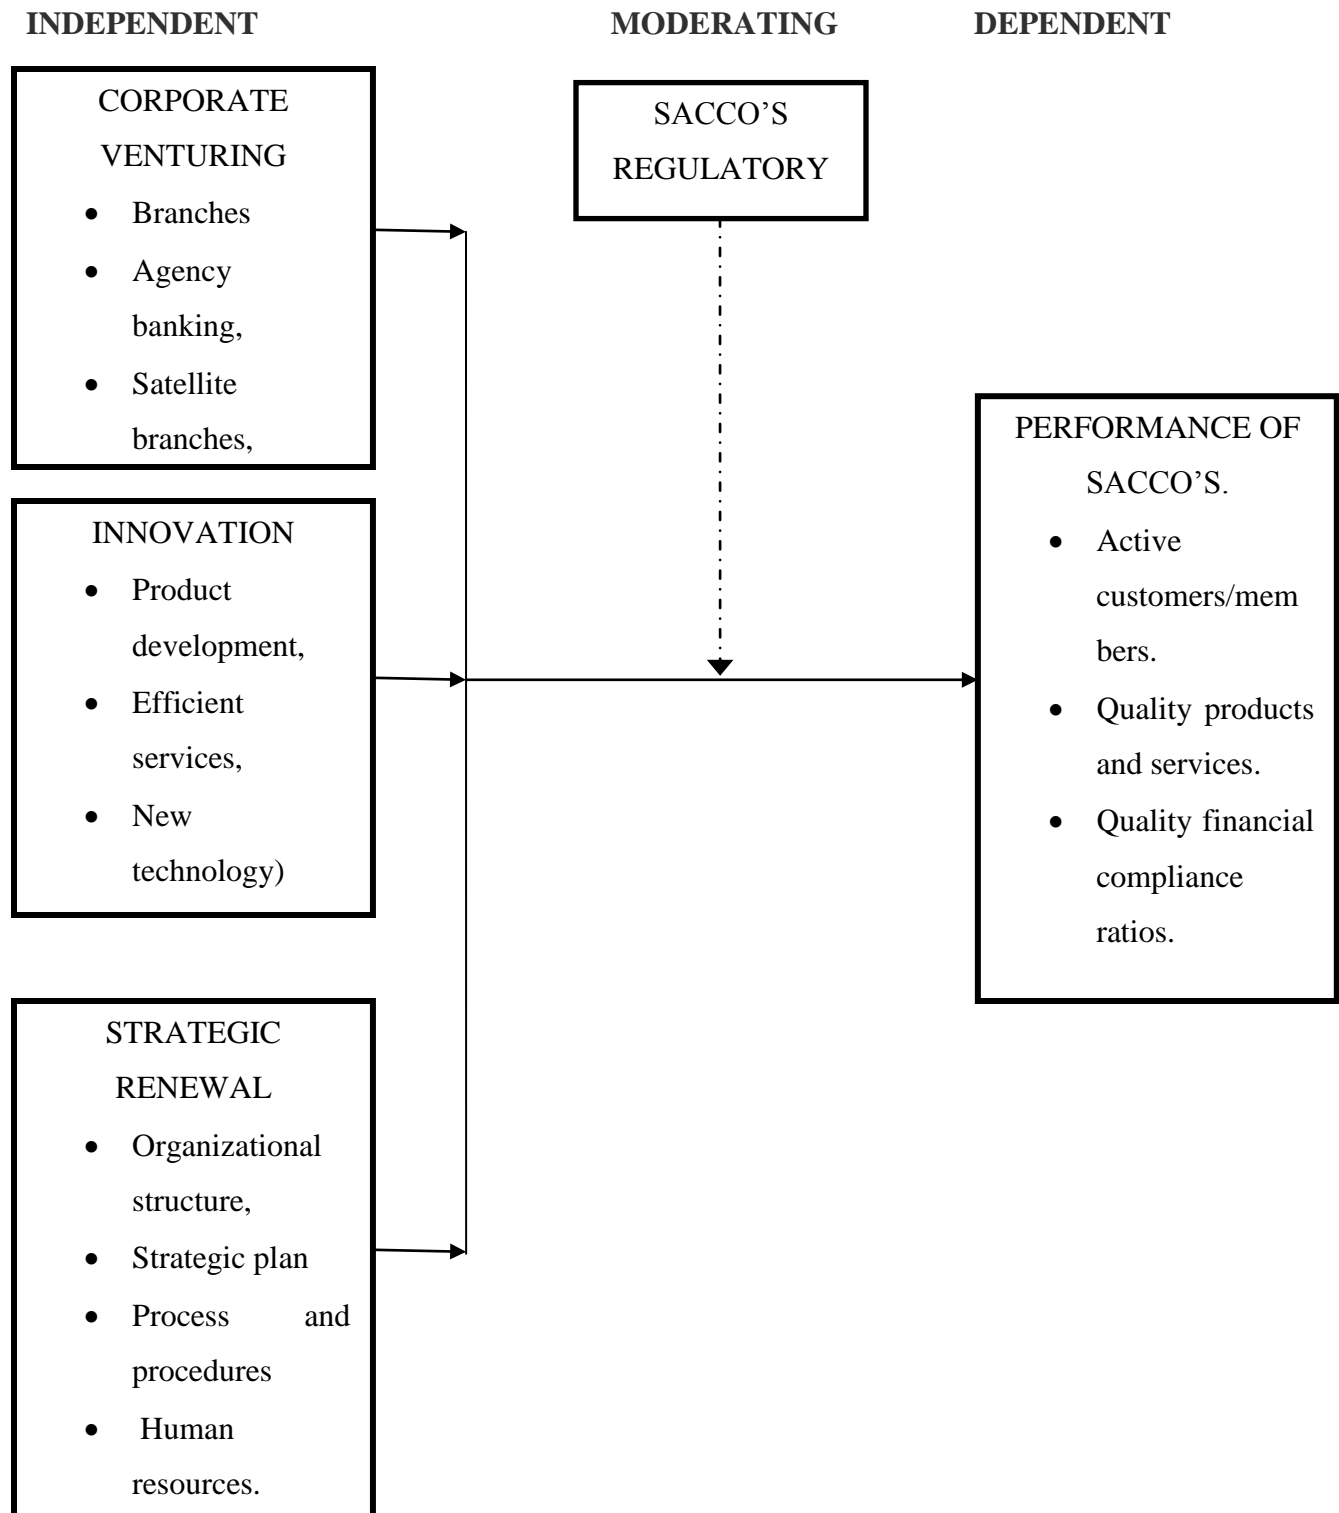 INDEPENDENT MODERATING DEPENDENT
CORPORATE
VENTURING
• Branches
• Agency
banking,
• Satellite
branches,
INNOVATION
• Product
development,
• Efficient
services,
• New
technology)
STRATEGIC
RENEWAL
• Organizational
structure,
• Strategic plan
• Process and
procedures
• Human
resources.
SACCO’S
REGULATORY
PERFORMANCE OF
SACCO’S.
• Active
customers/mem
bers.
• Quality products
and services.
• Quality financial
compliance
ratios.